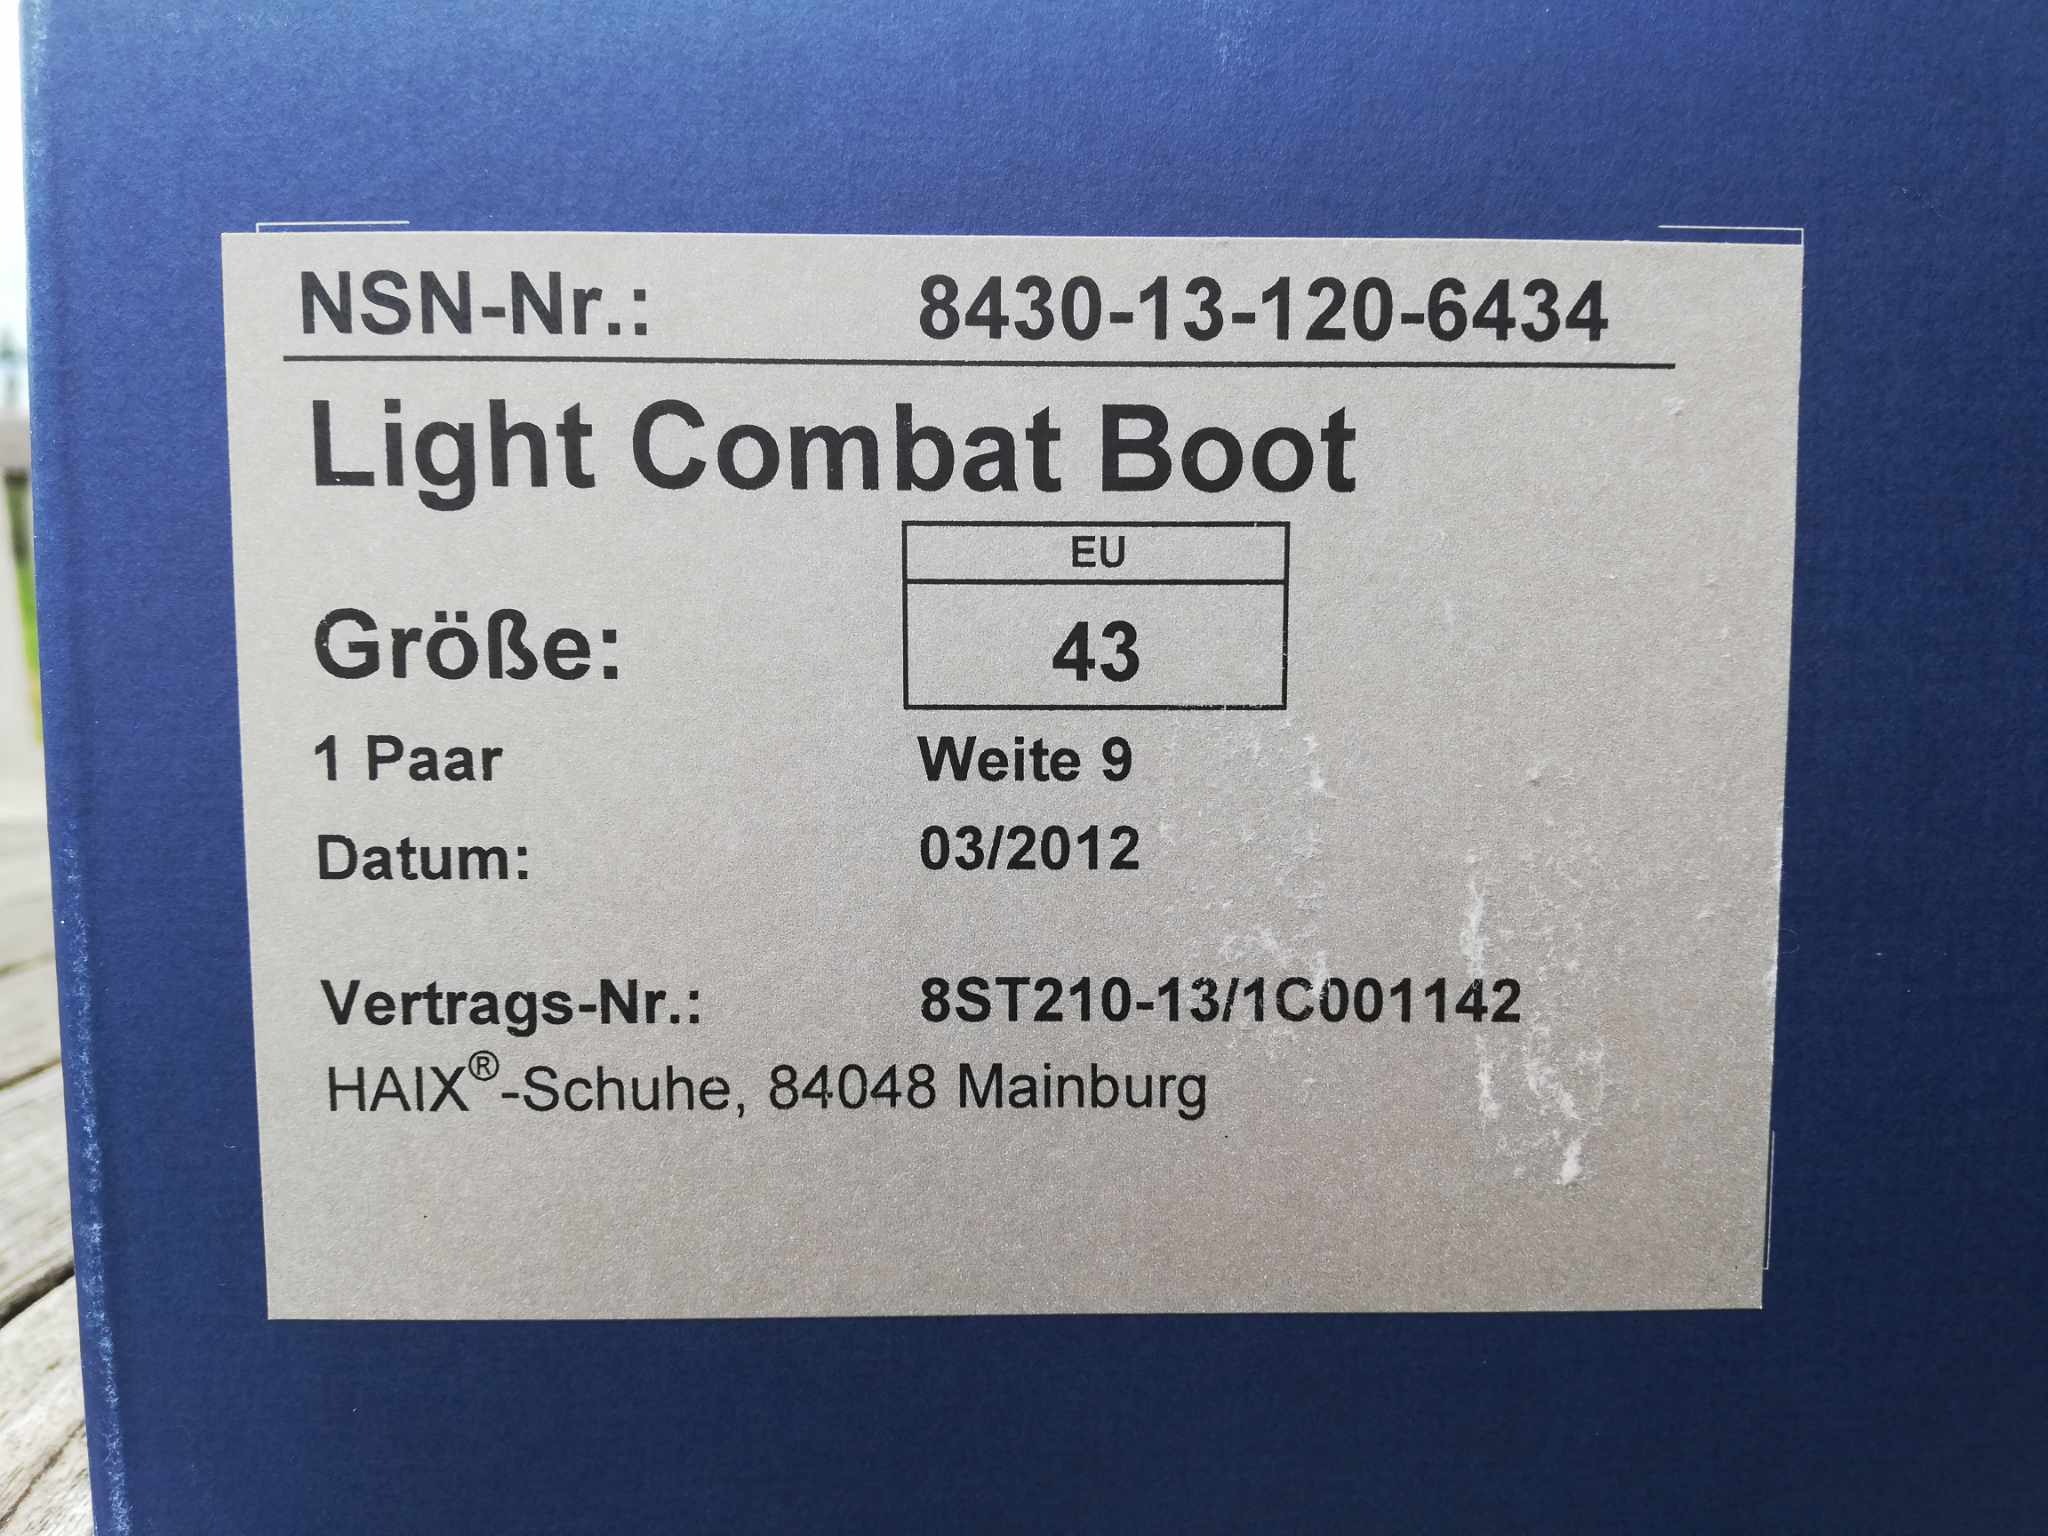 NSN-Nr.: 8430-13-120-6434
Light Combat Boot
EU
Größe: 43
1 Paar Weite 9
Datum: 03/2012
Vertrags-Nr.: 8ST210-13/1C001142
HAIX®-Schuhe, 84048 Mainburg